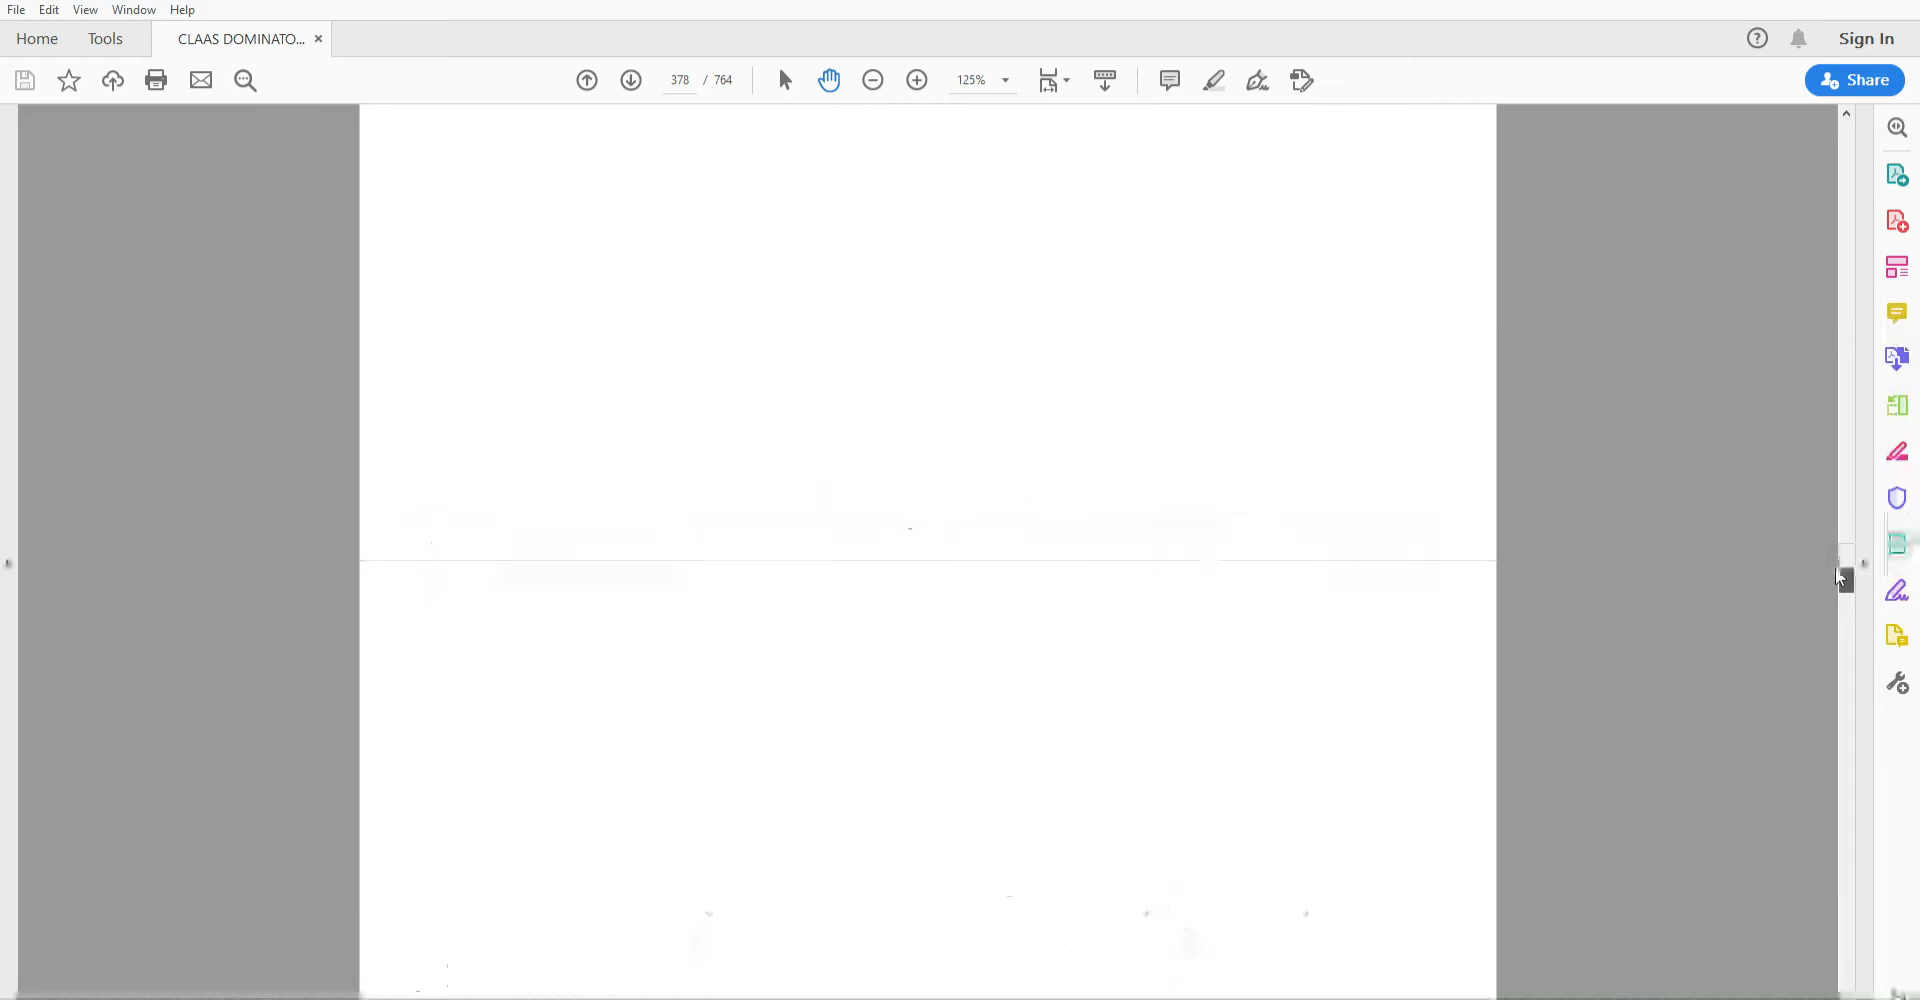 File Edit View Window Help
Home Tools CLAAS DOMINATO... Sign In
378 / 764 125% Share